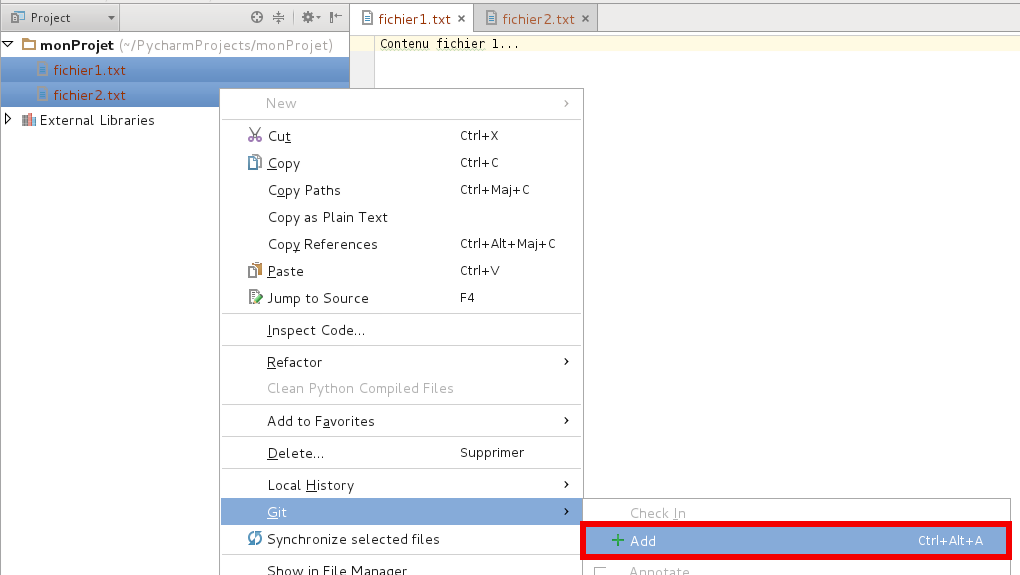 Project
fichier1.txt
fichier2.txt
monProjet (~/PycharmProjects/monProjet)
Contenu fichier 1...
fichier1.txt
fichier2.txt
External Libraries
New
Cut Ctrl+X
Copy Ctrl+C
Copy Paths Ctrl+Maj+C
Copy as Plain Text
Copy References Ctrl+Alt+Maj+C
Paste Ctrl+V
Jump to Source F4
Inspect Code...
Refactor
Clean Python Compiled Files
Add to Favorites
Delete... Supprimer
Local History
Git
Check In
Add Ctrl+Alt+A
Synchronize selected files
Show in File Manager
Annotate